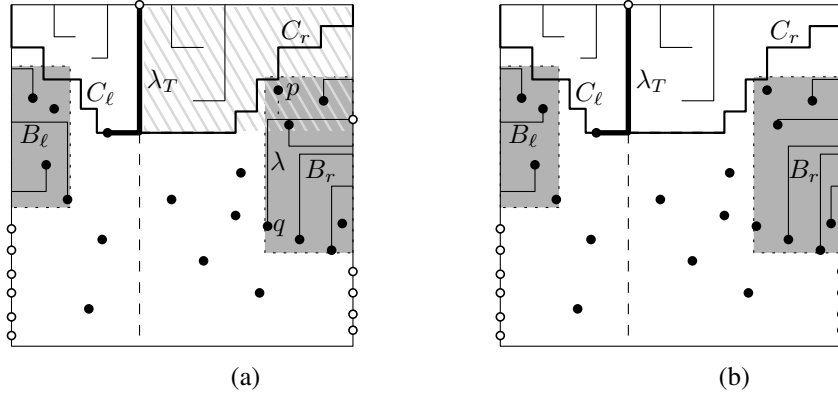 C_r
λ_T
p
C_ℓ
B_ℓ
λ
B_r
q
(a)
C_r
λ_T
C_ℓ
B_ℓ
B_r
(b)